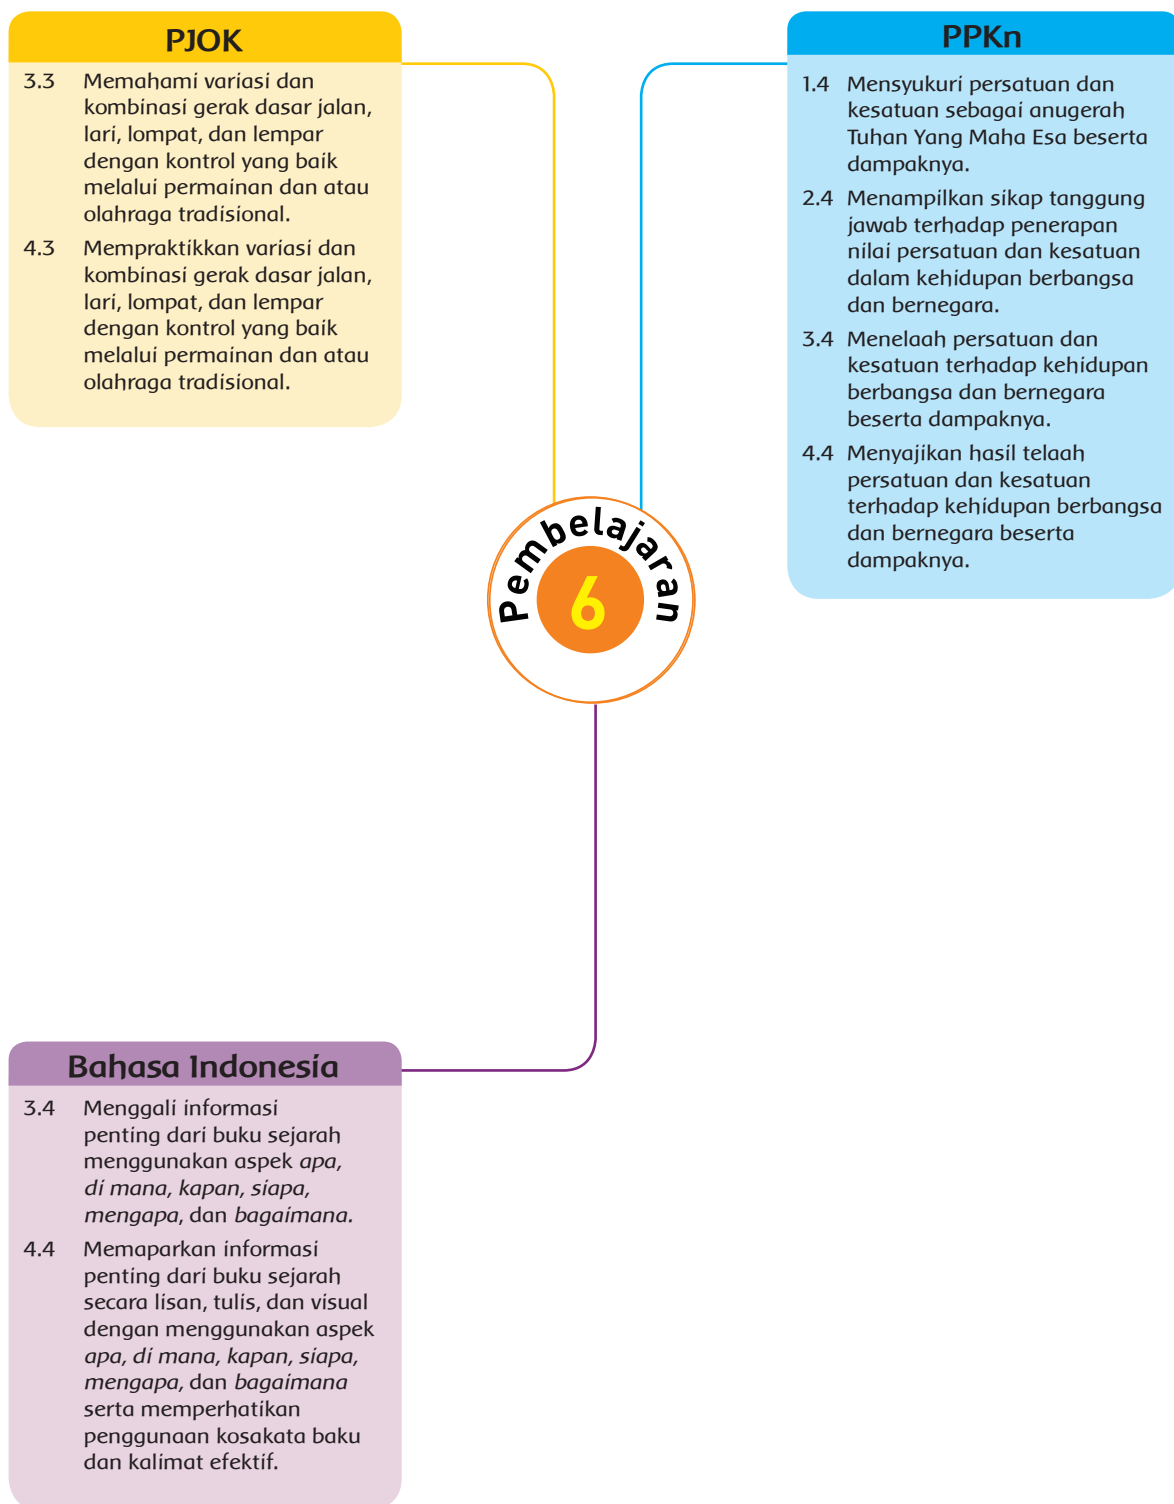 PJOK
3.3 Memahami variasi dan
kombinasi gerak dasar jalan,
lari, lompat, dan lempar
dengan kontrol yang baik
melalui permainan dan atau
olahraga tradisional.
4.3 Mempraktikkan variasi dan
kombinasi gerak dasar jalan,
lari, lompat, dan lempar
dengan kontrol yang baik
melalui permainan dan atau
olahraga tradisional.
PPKn
1.4 Mensyukuri persatuan dan
kesatuan sebagai anugerah
Tuhan Yang Maha Esa beserta
dampaknya.
2.4 Menampilkan sikap tanggung
jawab terhadap penerapan
nilai persatuan dan kesatuan
dalam kehidupan berbangsa
dan bernegara.
3.4 Menelaah persatuan dan
kesatuan terhadap kehidupan
berbangsa dan bernegara
beserta dampaknya.
4.4 Menyajikan hasil telaah
persatuan dan kesatuan
terhadap kehidupan berbangsa
dan bernegara beserta
dampaknya.
Pembelajaran
6
Bahasa Indonesia
3.4 Menggali informasi
penting dari buku sejarah
menggunakan aspek apa,
di mana, kapan, siapa,
mengapa, dan bagaimana.
4.4 Memaparkan informasi
penting dari buku sejarah
secara lisan, tulis, dan visual
dengan menggunakan aspek
apa, di mana, kapan, siapa,
mengapa, dan bagaimana
serta memperhatikan
penggunaan kosakata baku
dan kalimat efektif.